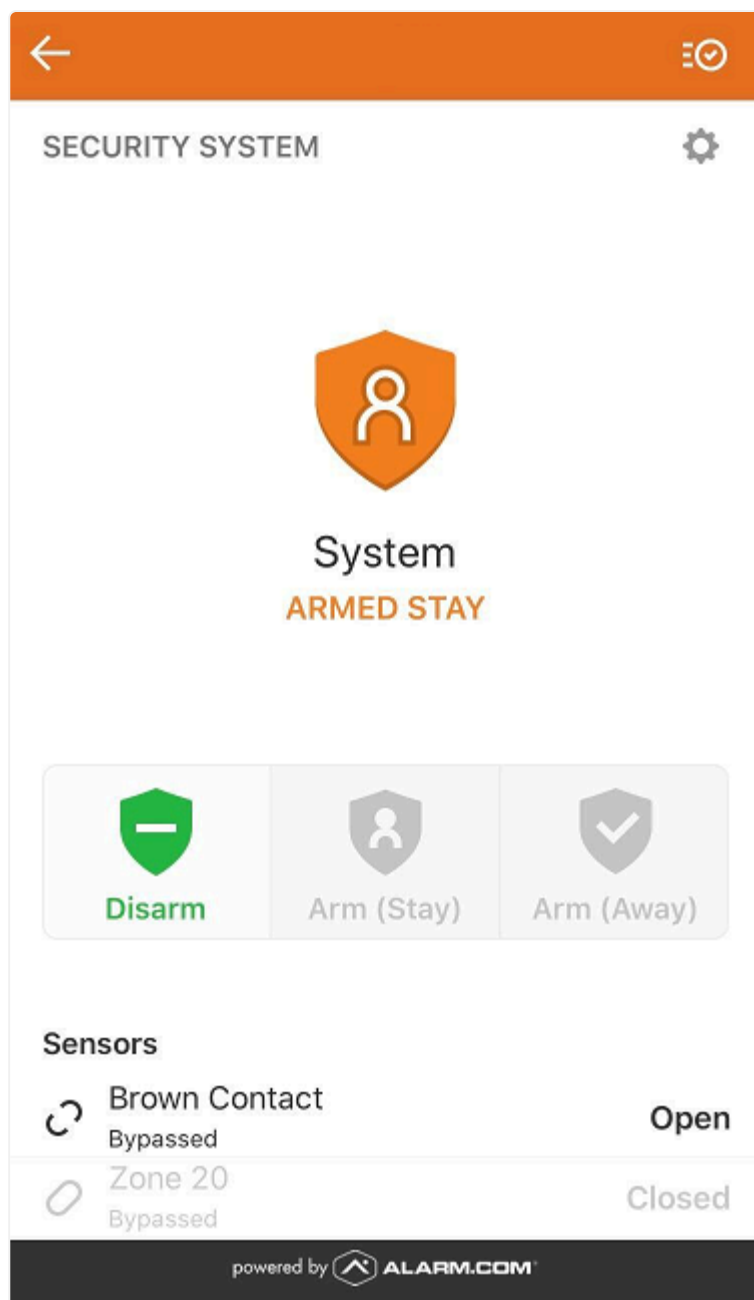 SECURITY SYSTEM
System
ARMED STAY
Disarm
Arm (Stay)
Arm (Away)
Sensors
Brown Contact
Bypassed
Open
Zone 20
Bypassed
Closed
powered by ALARM.COM